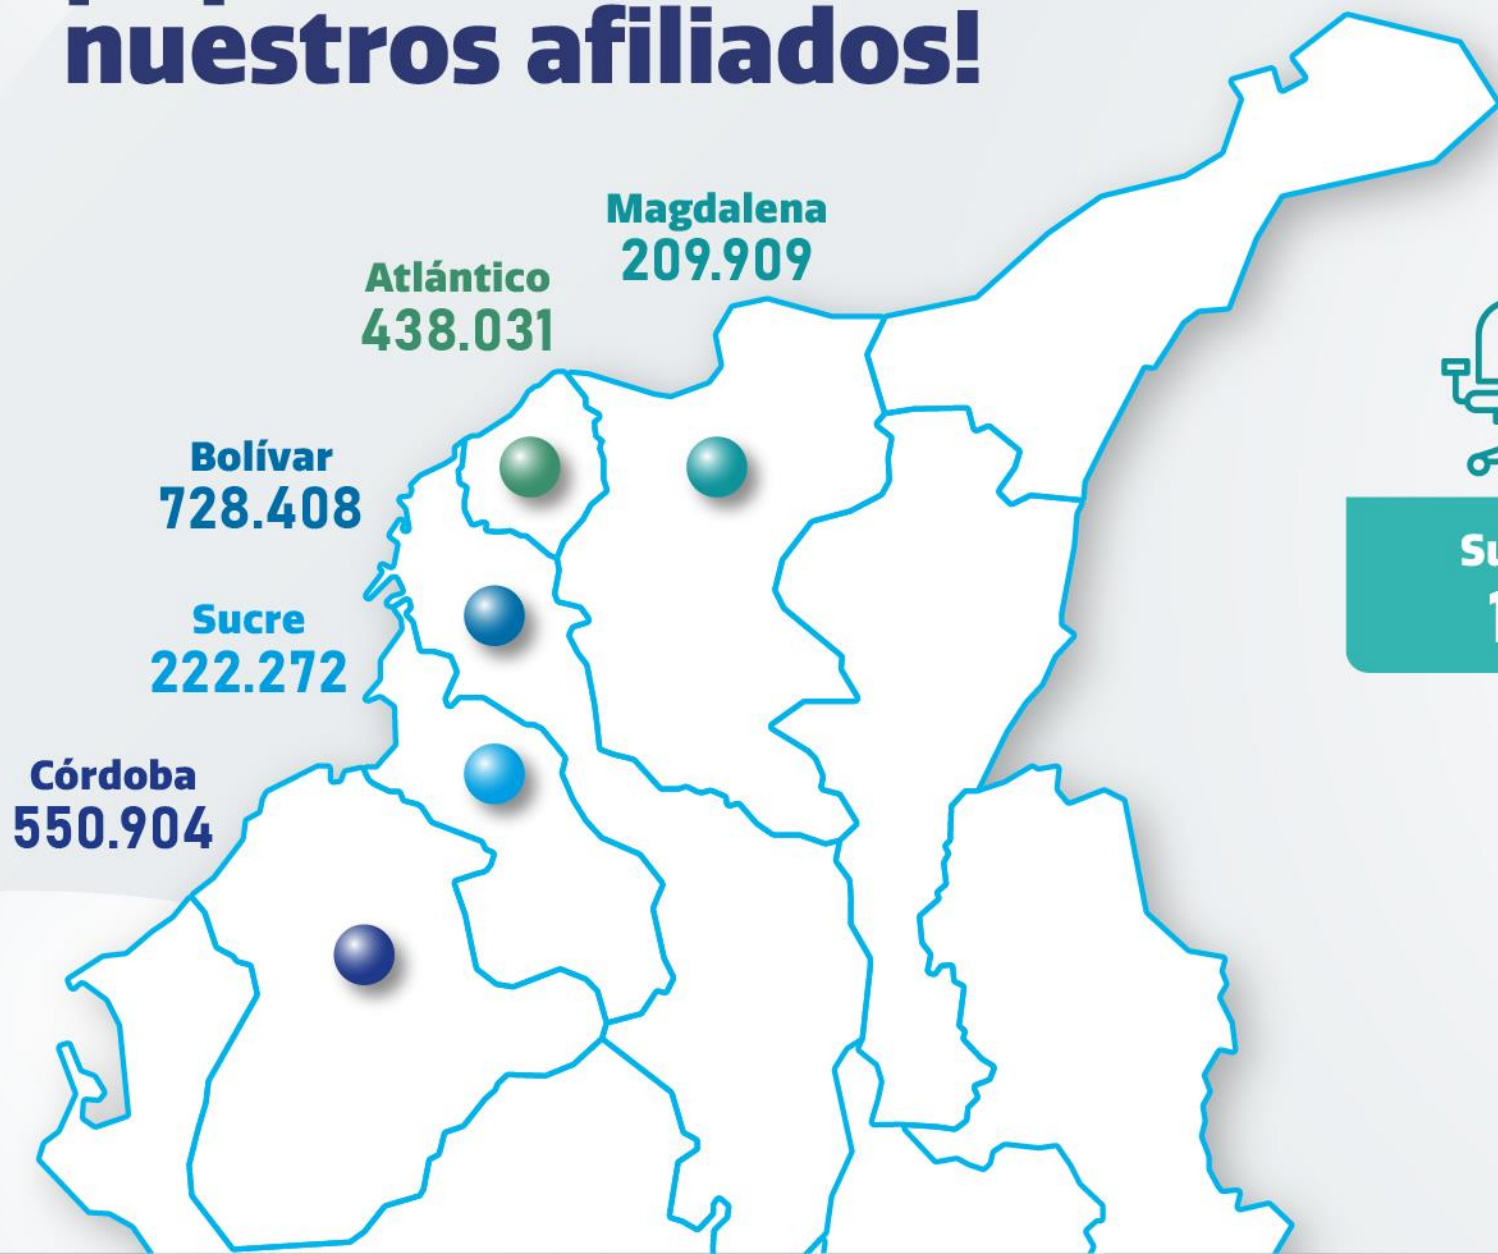 nuestros afiliados!
Magdalena
209.909
Atlántico
438.031
Bolívar
728.408
Sucre
222.272
Córdoba
550.904